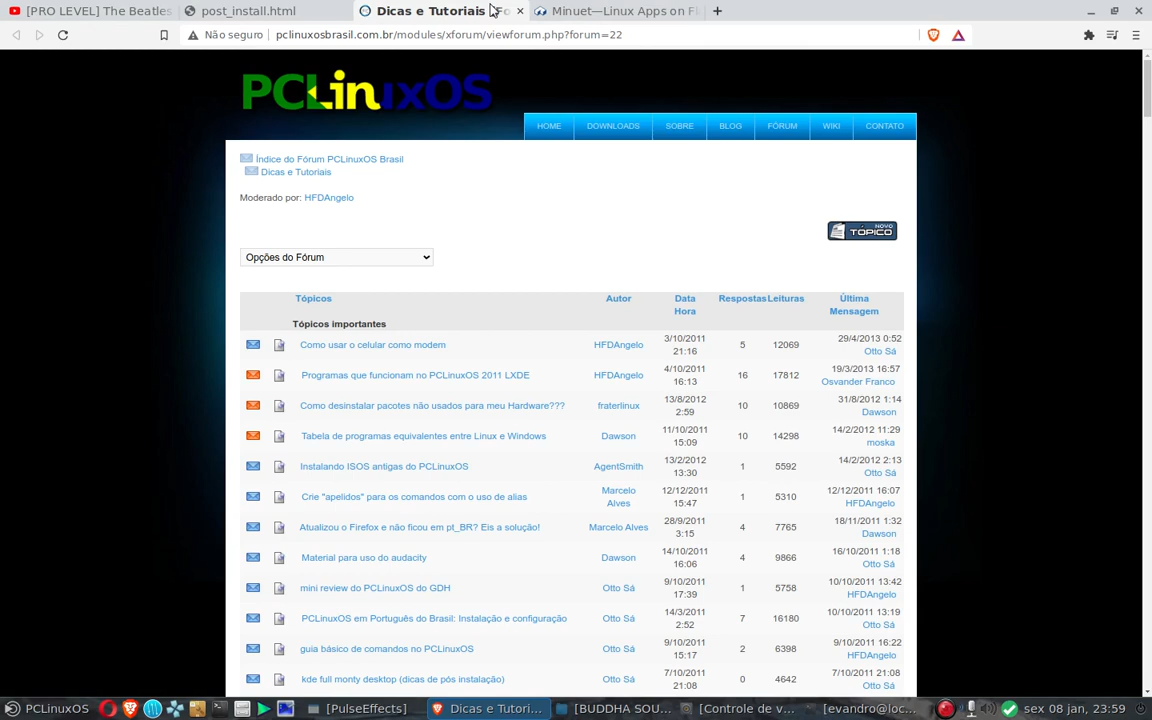 [PRO LEVEL] The Beatles
post_install.html
Dicas e Tutoriais
Minuet—Linux Apps on Fl
Não seguro
pclinuxosbrasil.com.br/modules/xforum/viewforum.php?forum=22
PCLinuxOS
HOME
DOWNLOADS
SOBRE
BLOG
FÓRUM
WIKI
CONTATO
Índice do Fórum PCLinuxOS Brasil
Dicas e Tutoriais
Moderado por: HFDAngelo
NOVO
TÓPICO
Opções do Fórum
Tópicos Autor Data Hora Respostas Leituras Última Mensagem
Tópicos importantes
Como usar o celular como modem HFDAngelo 3/10/2011 21:16 5 12069 29/4/2013 0:52 Otto Sá
Programas que funcionam no PCLinuxOS 2011 LXDE HFDAngelo 4/10/2011 16:13 16 17812 19/3/2013 16:57 Osvander Franco
Como desinstalar pacotes não usados para meu Hardware??? fraterlinux 13/8/2012 2:59 10 10869 31/8/2012 1:14 Dawson
Tabela de programas equivalentes entre Linux e Windows Dawson 11/10/2011 15:09 10 14298 14/2/2012 11:29 moska
Instalando ISOS antigas do PCLinuxOS AgentSmith 13/2/2012 13:30 1 5592 14/2/2012 2:13 Otto Sá
Crie "apelidos" para os comandos com o uso de alias Marcelo Alves 12/12/2011 15:47 1 5310 12/12/2011 16:07 HFDAngelo
Atualizou o Firefox e não ficou em pt_BR? Eis a solução! Marcelo Alves 28/9/2011 3:15 4 7765 18/11/2011 1:32 Dawson
Material para uso do audacity Dawson 14/10/2011 16:06 4 9866 16/10/2011 1:18 Otto Sá
mini review do PCLinuxOS do GDH Otto Sá 9/10/2011 17:39 1 5758 10/10/2011 13:42 HFDAngelo
PCLinuxOS em Português do Brasil: Instalação e configuração Otto Sá 14/3/2011 2:52 7 16180 10/10/2011 13:19 Otto Sá
guia básico de comandos no PCLinuxOS Otto Sá 9/10/2011 15:17 2 6398 9/10/2011 16:22 HFDAngelo
kde full monty desktop (dicas de pós instalação) Otto Sá 7/10/2011 21:08 0 4642 7/10/2011 21:08 Otto Sá
PCLinuxOS
[PulseEffects]
Dicas e Tutori...
[BUDDHA SOU...
[Controle de v...
[evandro@loc...
sex 08 jan, 23:59